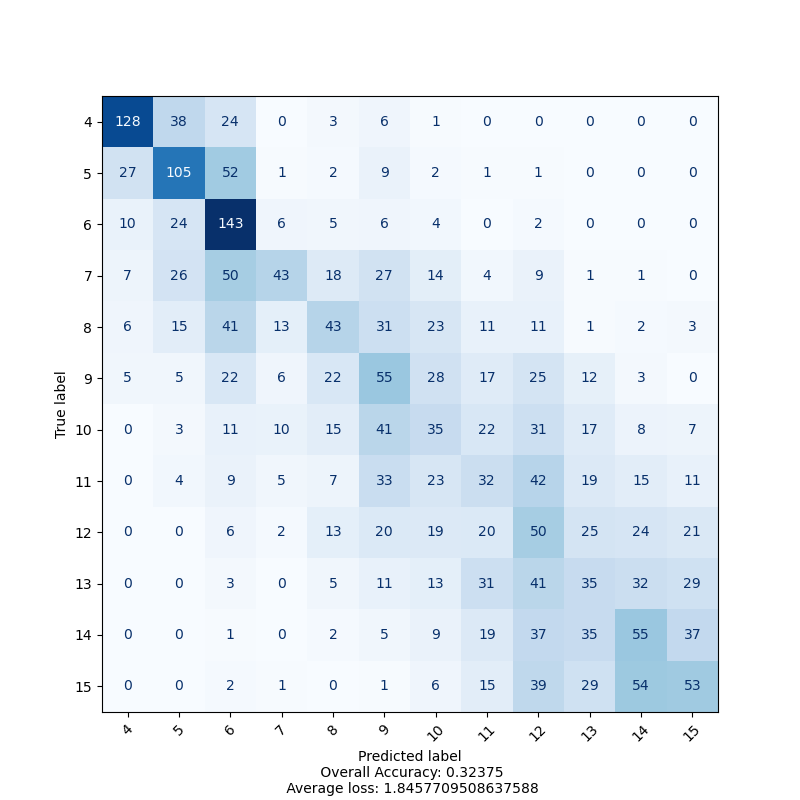 4 128 38 24 0 3 6 1 0 0 0 0 0
5 27 105 52 1 2 9 2 1 1 0 0 0
6 10 24 143 6 5 6 4 0 2 0 0 0
7 7 26 50 43 18 27 14 4 9 1 1 0
8 6 15 41 13 43 31 23 11 11 1 2 3
9 5 5 22 6 22 55 28 17 25 12 3 0
10 0 3 11 10 15 41 35 22 31 17 8 7
11 0 4 9 5 7 33 23 32 42 19 15 11
12 0 0 6 2 13 20 19 20 50 25 24 21
13 0 0 3 0 5 11 13 31 41 35 32 29
14 0 0 1 0 2 5 9 19 37 35 55 37
15 0 0 2 1 0 1 6 15 39 29 54 53
True label
4 5 6 7 8 9 10 11 12 13 14 15
Predicted label
Overall Accuracy: 0.32375
Average loss: 1.8457709508637588